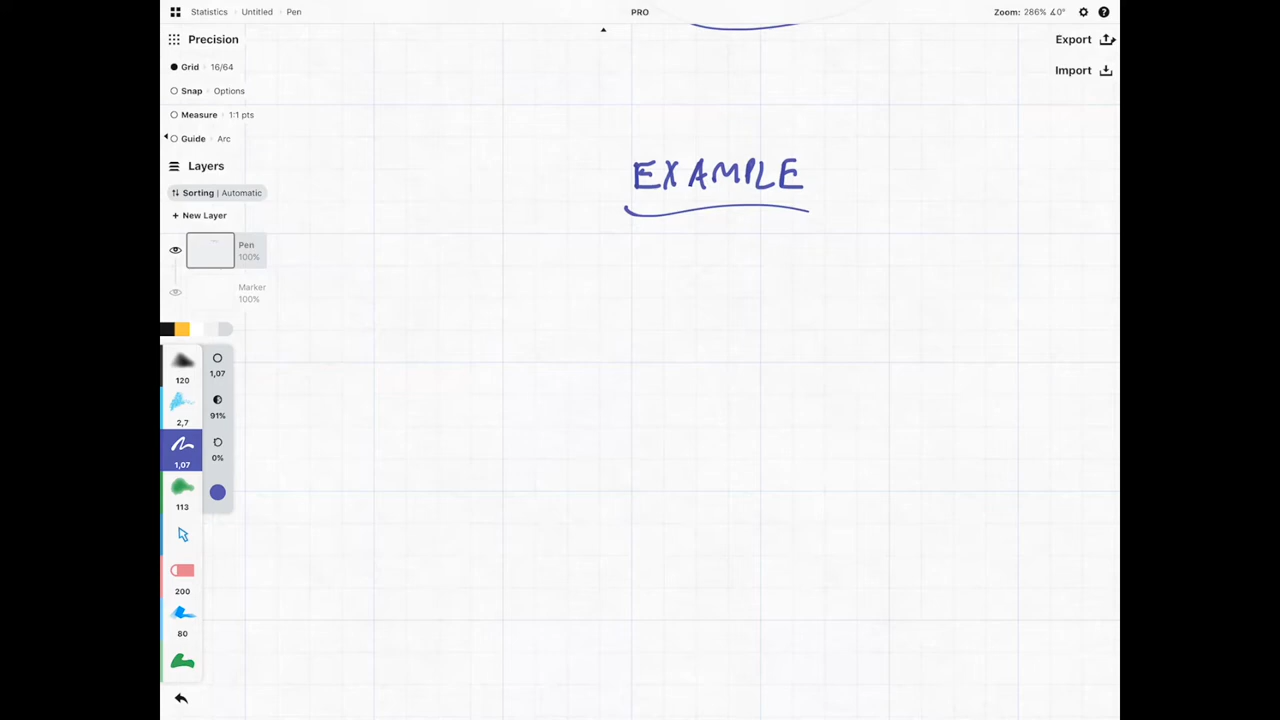 Statistics Untitled Pen
PRO
Zoom: 286% ∡0°
Precision
Export
Grid 16/64
Import
Snap Options
Measure 1:1 pts
Guide Arc
Layers
EXAMPLE
Sorting | Automatic
+ New Layer
Pen
100%
Marker
100%
120
1,07
2,7
91%
1,07
0%
113
200
80